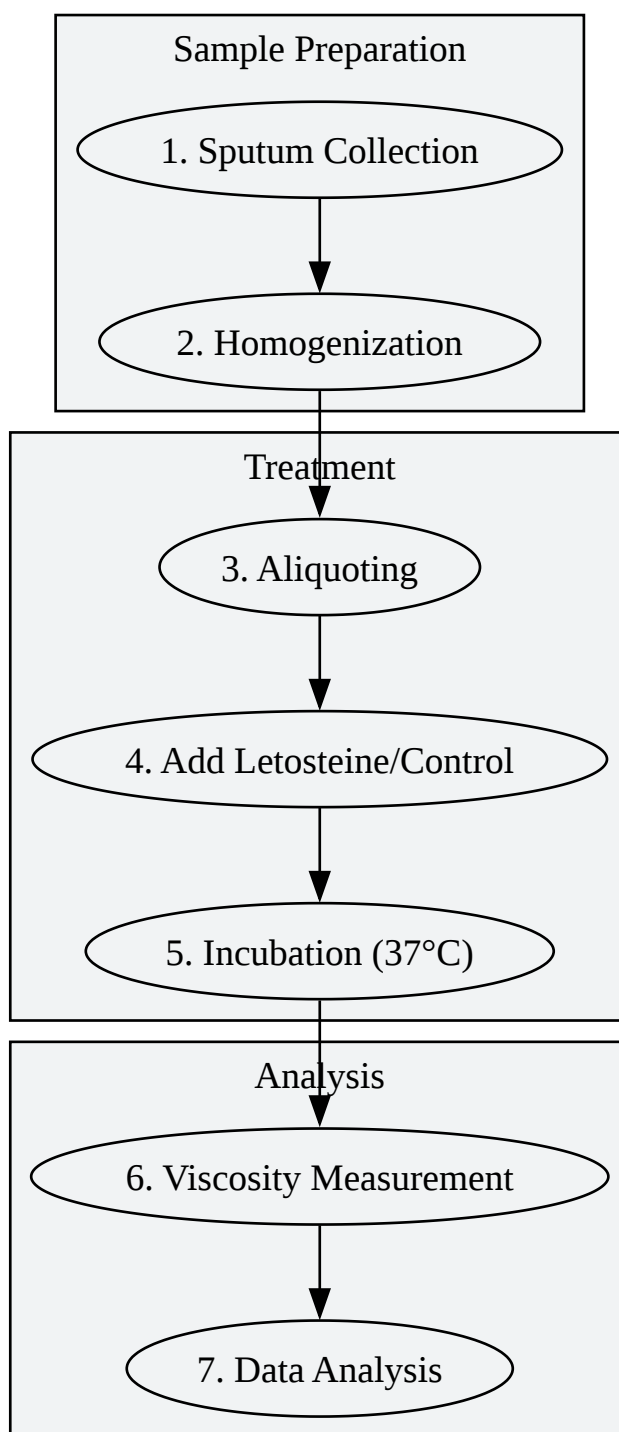 Sample Preparation
1. Sputum Collection
2. Homogenization
Treatment
3. Aliquoting
4. Add Letosteine/Control
5. Incubation (37°C)
Analysis
6. Viscosity Measurement
7. Data Analysis